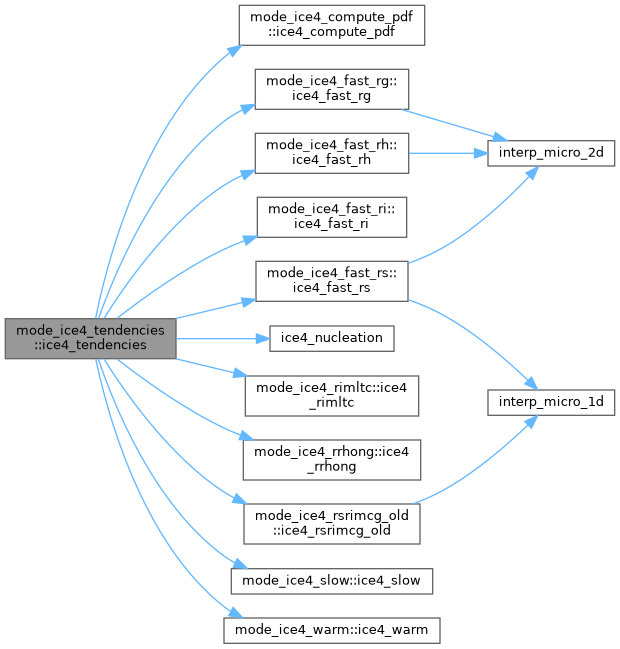 mode_ice4_compute_pdf
::ice4_compute_pdf
mode_ice4_fast_rg::
ice4_fast_rg
mode_ice4_fast_rh::
ice4_fast_rh
interp_micro_2d
mode_ice4_fast_ri::
ice4_fast_ri
mode_ice4_fast_rs::
ice4_fast_rs
mode_ice4_tendencies
::ice4_tendencies
ice4_nucleation
mode_ice4_rimltc::ice4
_rimltc
interp_micro_1d
mode_ice4_rrhong::ice4
_rrhong
mode_ice4_rsrimcg_old
::ice4_rsrimcg_old
mode_ice4_slow::ice4_slow
mode_ice4_warm::ice4_warm